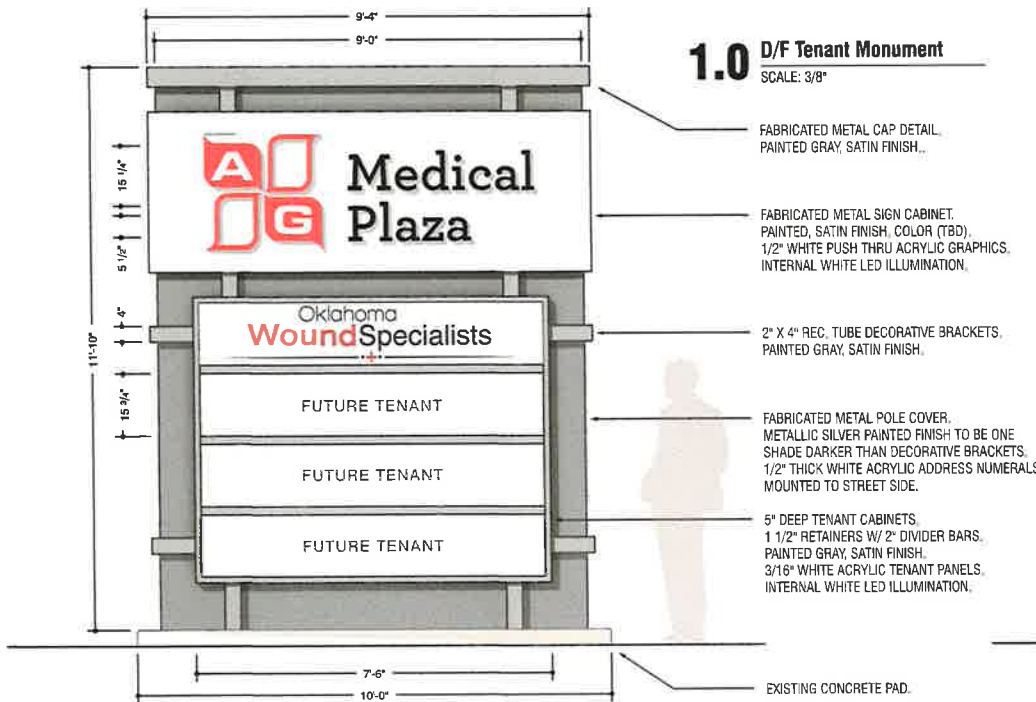 9'-4"
9'-0"
1.0 D/F Tenant Monument
SCALE: 3/8"
11'-10"
15 1/4"
5 1/2"
4"
15 3/4"
A
G
Medical
Plaza
Oklahoma
WoundSpecialists
FUTURE TENANT
FUTURE TENANT
FUTURE TENANT
7'-6"
10'-0"
FABRICATED METAL CAP DETAIL,
PAINTED GRAY, SATIN FINISH..
FABRICATED METAL SIGN CABINET.
PAINTED, SATIN FINISH, COLOR (TBD),
1/2" WHITE PUSH THRU ACRYLIC GRAPHICS,
INTERNAL WHITE LED ILLUMINATION,
2" X 4" REC, TUBE DECORATIVE BRACKETS,
PAINTED GRAY, SATIN FINISH.
FABRICATED METAL POLE COVER,
METALLIC SILVER PAINTED FINISH TO BE ONE
SHADE DARKER THAN DECORATIVE BRACKETS,
1/2" THICK WHITE ACRYLIC ADDRESS NUMERALS
MOUNTED TO STREET SIDE.
5" DEEP TENANT CABINETS,
1 1/2" RETAINERS W/ 2" DIVIDER BARS,
PAINTED GRAY, SATIN FINISH,
3/16" WHITE ACRYLIC TENANT PANELS,
INTERNAL WHITE LED ILLUMINATION,
EXISTING CONCRETE PAD.